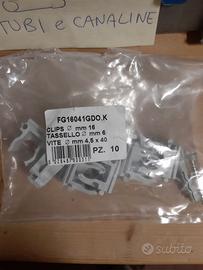 TUBI e CANALINE
FG16041GDO.K
CLIPS Ø mm 16
TASSELLO Ø mm 6
VITE Ø mm 4,5 x 40
PZ. 10
subito